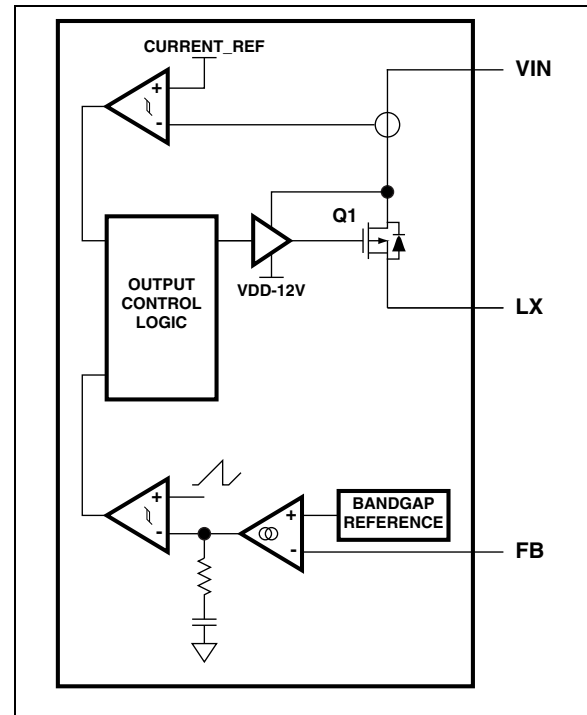 CURRENT_REF
+
-
VIN
Q1
VDD-12V
OUTPUT
CONTROL
LOGIC
LX
+
-
+
-
BANDGAP
REFERENCE
FB